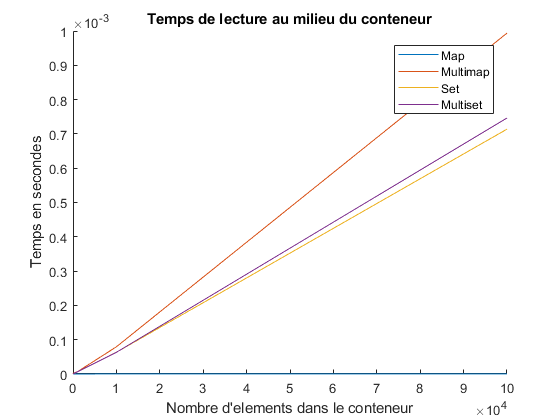 Temps de lecture au milieu du conteneur
×10-3
1
0.9
0.8
0.7
0.6
0.5
0.4
0.3
0.2
0.1
0
Temps en secondes
Map
Multimap
Set
Multiset
0 1 2 3 4 5 6 7 8 9 10
Nombre d'elements dans le conteneur
×104